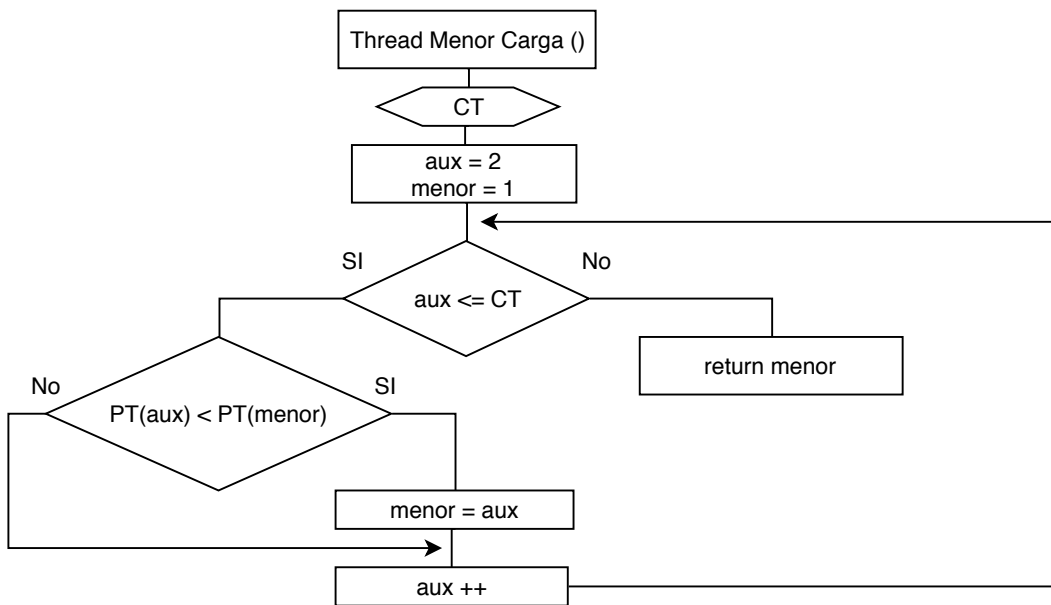 Thread Menor Carga ()
CT
aux = 2
menor = 1
SI
No
aux <= CT
return menor
No
SI
PT(aux) < PT(menor)
menor = aux
aux ++